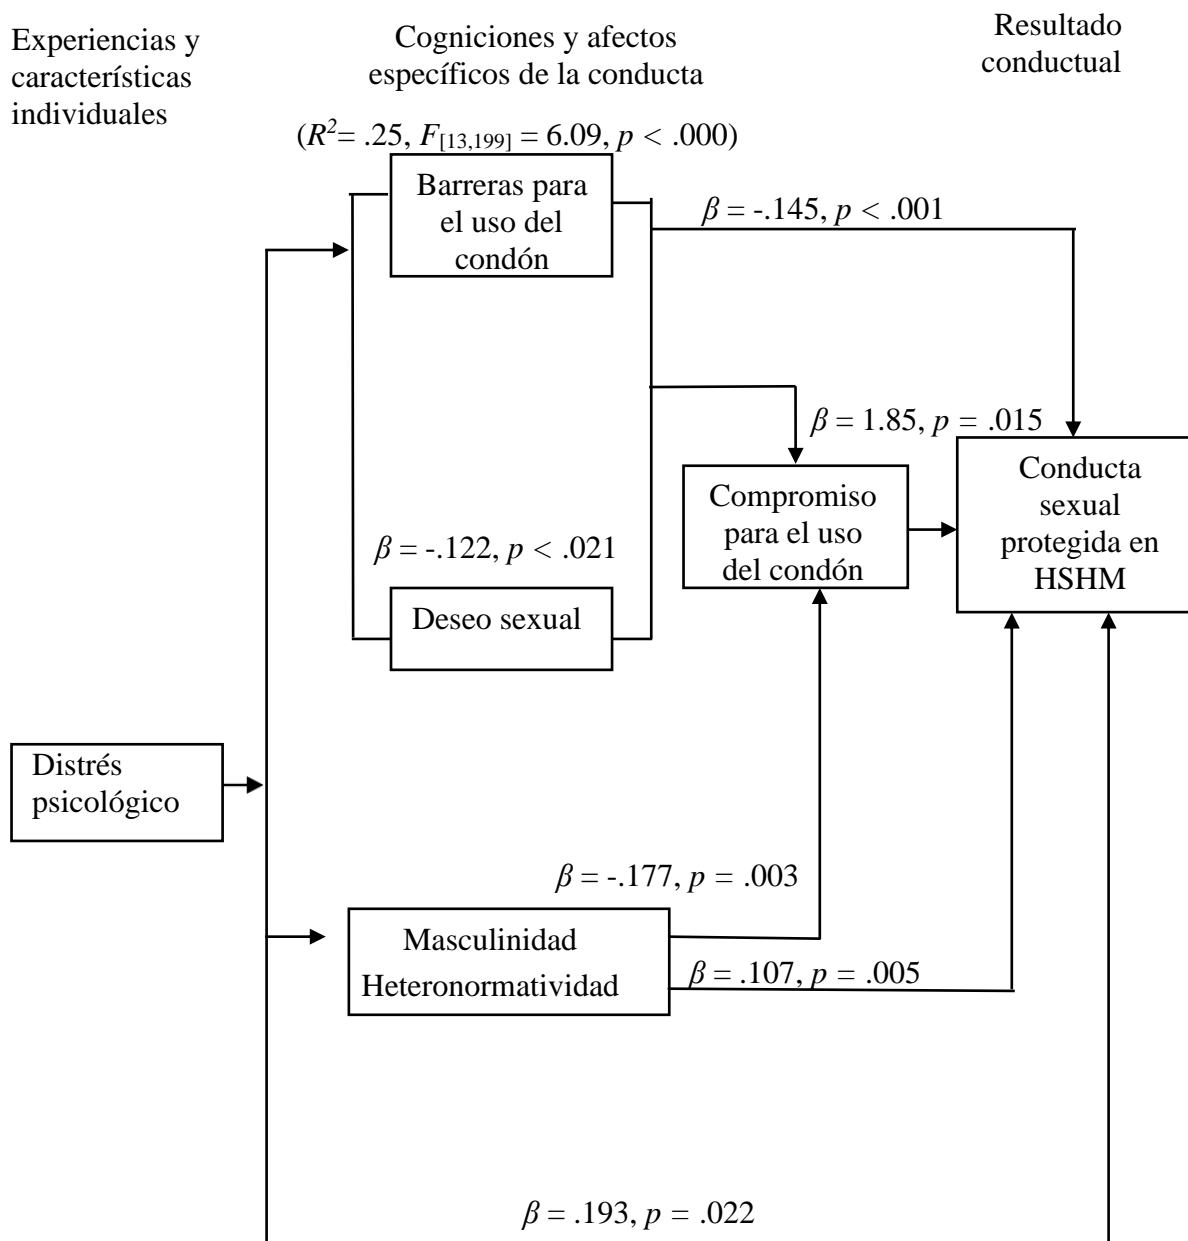 Experiencias y
características
individuales
Cogniciones y afectos
específicos de la conducta
Resultado
conductual
(R²= .25, F[13,199] = 6.09, p < .000)
Barreras para
el uso del
condón
β = -.145, p < .001
β = 1.85, p = .015
Compromiso
para el uso
del condón
Conducta
sexual
protegida en
HSHM
β = -.122, p < .021
Deseo sexual
Distrés
psicológico
β = -.177, p = .003
Masculinidad
Heteronormatividad
β = .107, p = .005
β = .193, p = .022